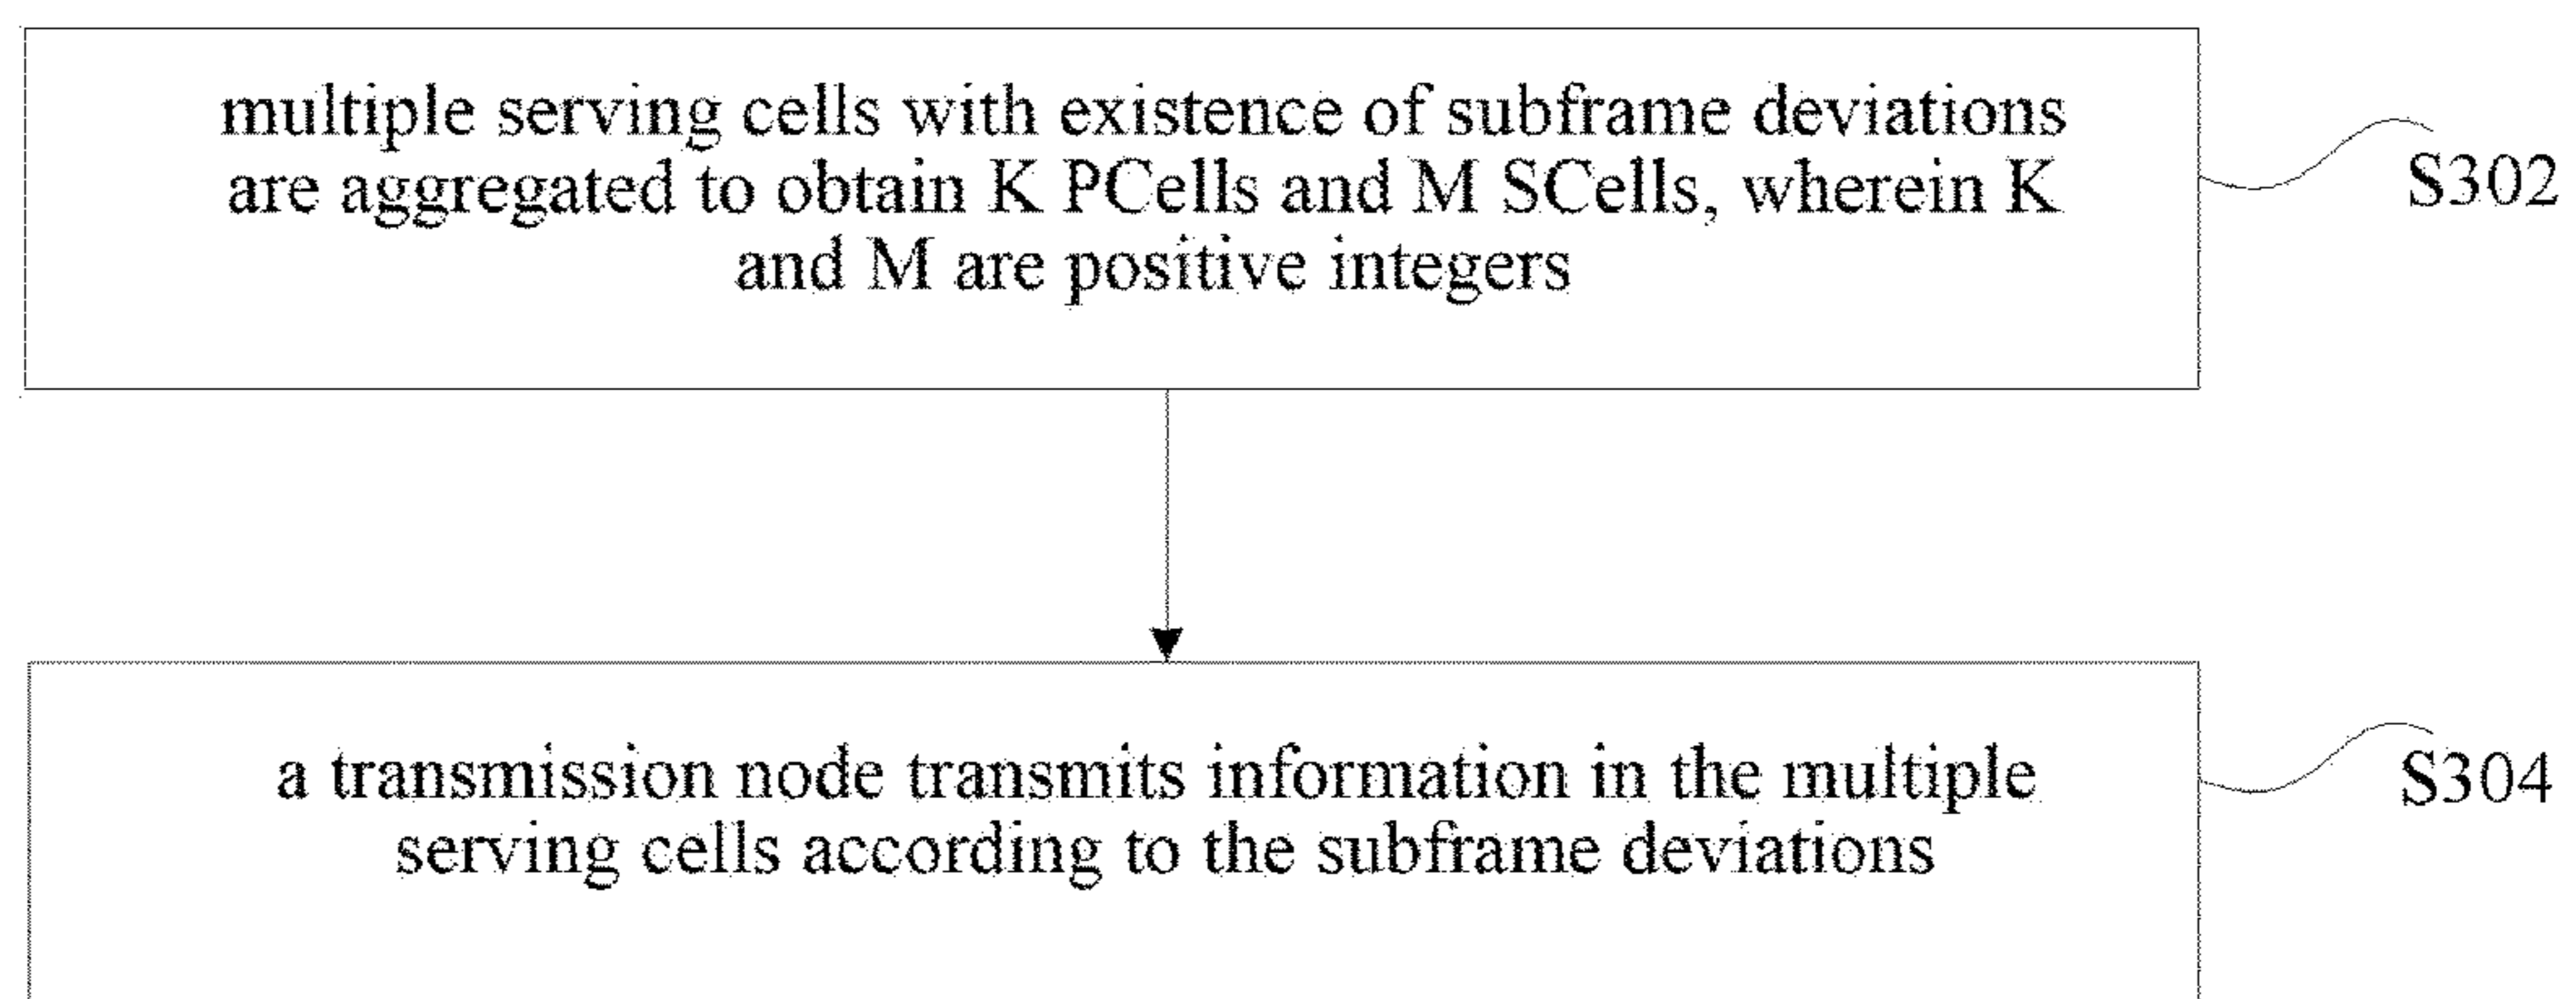 multiple serving cells with existence of subframe deviations
are aggregated to obtain K PCells and M SCells, wherein K
and M are positive integers
S302
a transmission node transmits information in the multiple
serving cells according to the subframe deviations
S304